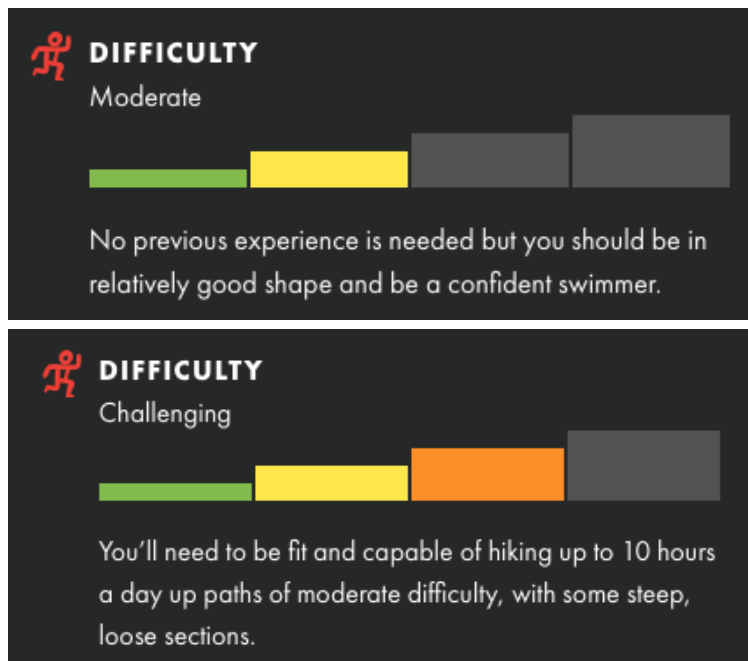 DIFFICULTY
Moderate
No previous experience is needed but you should be in
relatively good shape and be a confident swimmer.
DIFFICULTY
Challenging
You’ll need to be fit and capable of hiking up to 10 hours
a day up paths of moderate difficulty, with some steep,
loose sections.